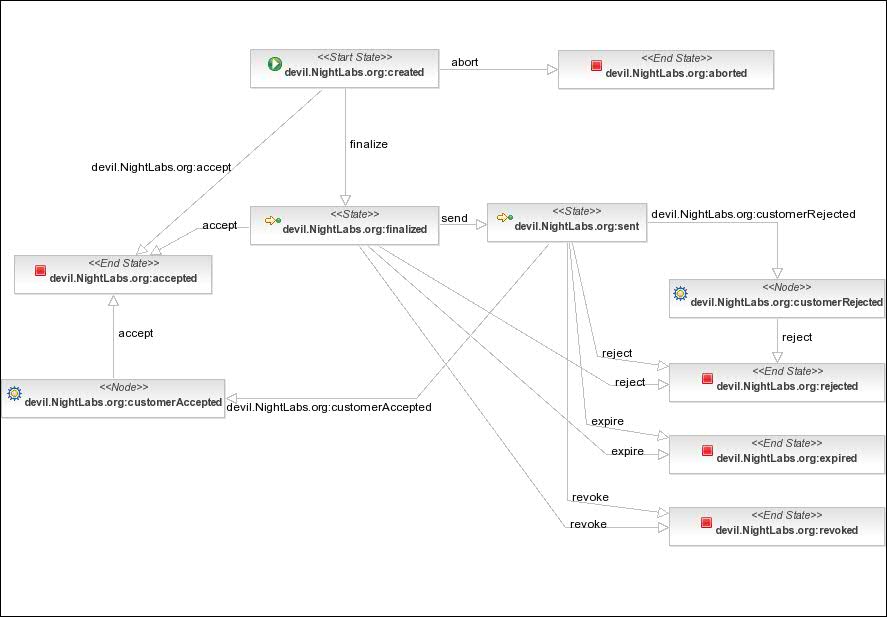 <<Start State>>
devil.NightLabs.org:created
abort
<<End State>>
devil.NightLabs.org:aborted
finalize
devil.NightLabs.org:accept
<<State>>
devil.NightLabs.org:finalized
accept
send
<<State>>
devil.NightLabs.org:sent
devil.NightLabs.org:customerRejected
<<End State>>
devil.NightLabs.org:accepted
<<Node>>
devil.NightLabs.org:customerRejected
accept
reject
reject
<<End State>>
devil.NightLabs.org:rejected
reject
<<Node>>
devil.NightLabs.org:customerAccepted
devil.NightLabs.org:customerAccepted
expire
<<End State>>
devil.NightLabs.org:expired
expire
revoke
<<End State>>
devil.NightLabs.org:revoked
revoke